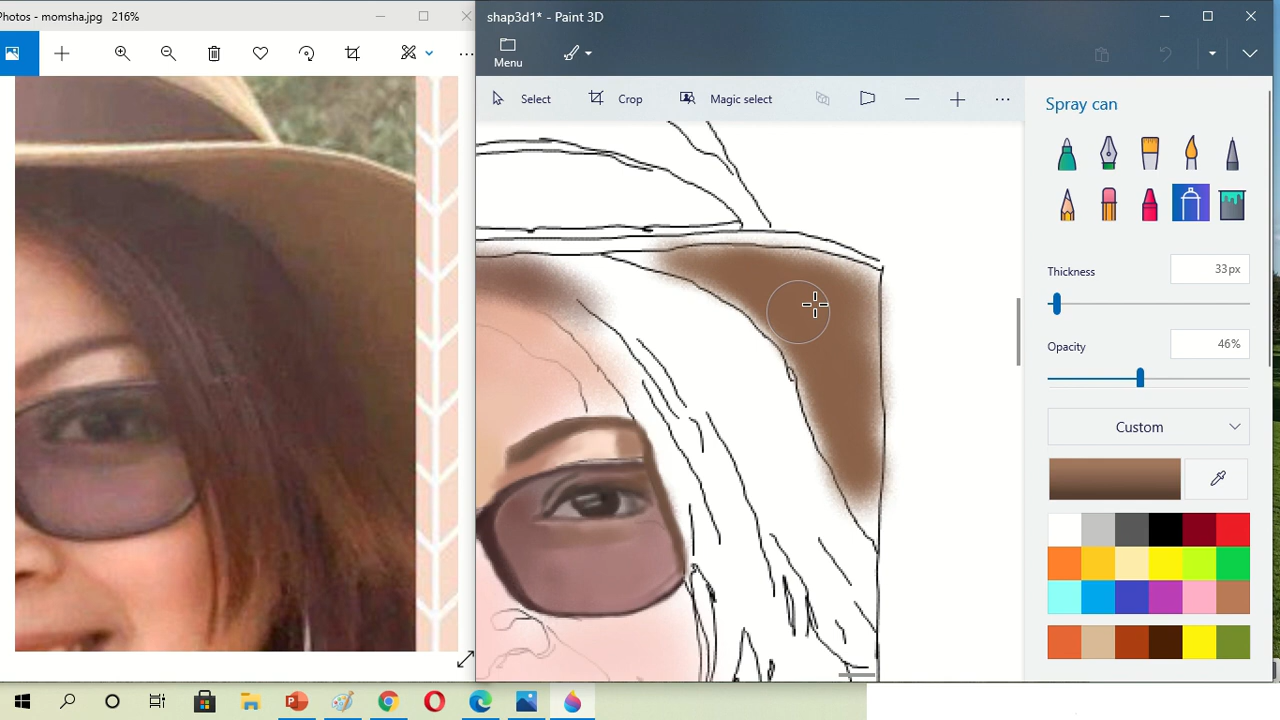 Photos - momsha.jpg 216%
shap3d1* - Paint 3D
Menu
Select
Crop
Magic select
Spray can
Thickness
33px
Opacity
46%
Custom